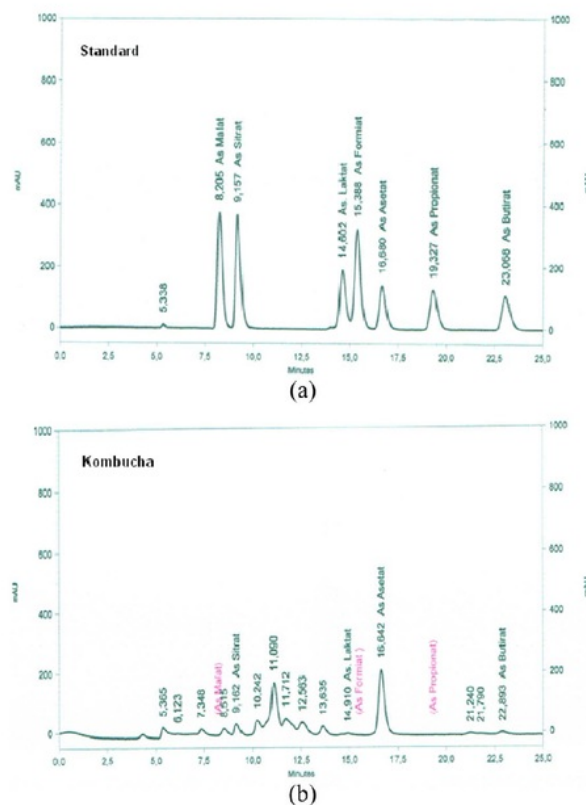 1000
1000
Standard
800
800
600
600
mAU
8,205 As Malat
9,157 As Sitrat
14,602 As. Laktat
15,388 As Formiat
16,680 As Asetat
19,327 As Propionat
23,068 As Butirat
400
400
200
200
5,338
0
0
0,0 2,5 5,0 7,5 10,0 12,5 15,0 17,5 20,0 22,5 25,0
Minutes
(a)
1000
1000
Kombucha
800
800
600
600
mAU
400
400
200
200
5,365
6,123
7,348
(As Malat)
8,515
9,162 As Sitrat
10,242
11,090
11,712
12,563
13,635
14,910 As. Laktat
(As Formiat)
16,642 As Asetat
(As Propionat)
21,240
21,790
22,893 As Butirat
0
0
0,0 2,5 5,0 7,5 10,0 12,5 15,0 17,5 20,0 22,5 25,0
Minutes
(b)